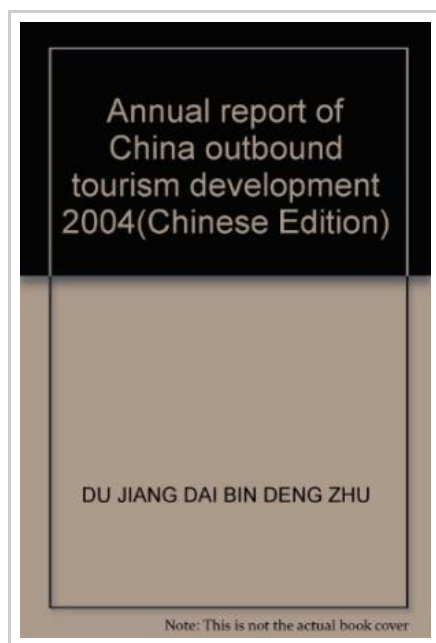 Annual report of
China outbound
tourism development
2004(Chinese Edition)
DU JIANG DAI BIN DENG ZHU
Note: This is not the actual book cover